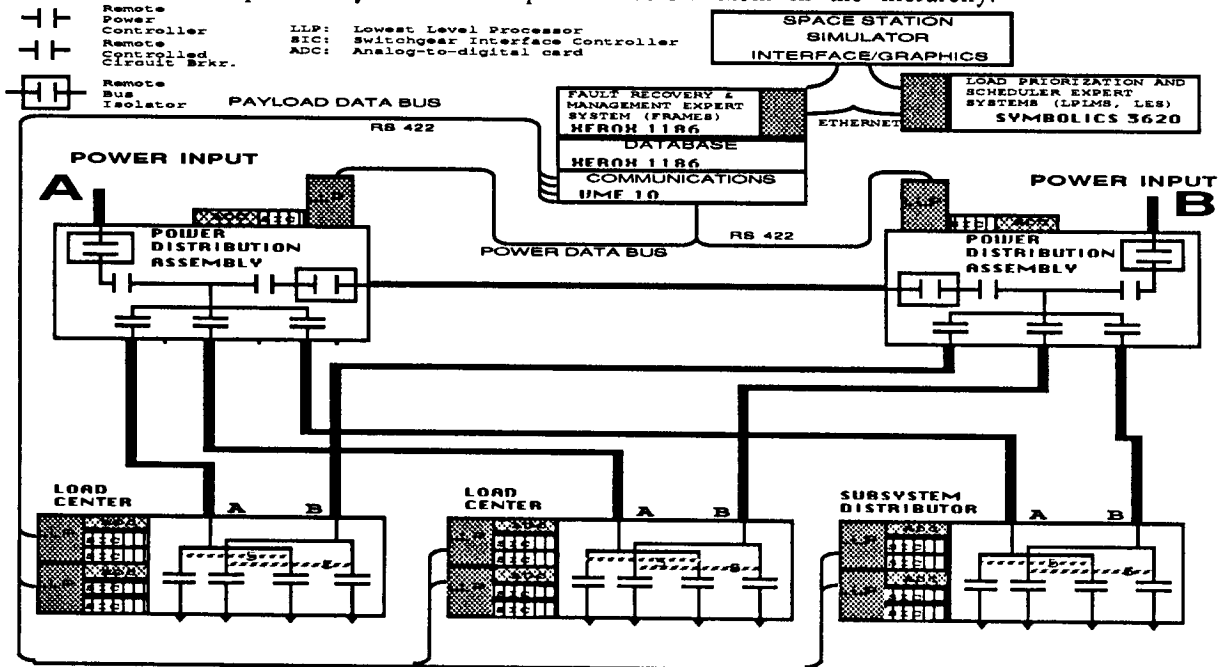 Remote
Power
Controller
Remote
Controlled
Circuit Brkr.
Remote
Bus
Isolator
LLP: Lowest Level Processor
SIC: Switchgear Interface Controller
ADC: Analog-to-digital card
SPACE STATION
SIMULATOR
INTERFACE/GRAPHICS
FAULT RECOVERY &
MANAGEMENT EXPERT
SYSTEM (FRAMES)
XEROX 1186
DATABASE
XEROX 1186
COMMUNICATIONS
VME 10
ETHERNET
LOAD PRIORIZATION AND
SCHEDULER EXPERT
SYSTEMS (LPLMS, LES)
SYMBOLICS 3620
PAYLOAD DATA BUS
RS 422
POWER INPUT
A
LLP
SIC
POWER
DISTRIBUTION
ASSEMBLY
POWER DATA BUS
RS 422
POWER INPUT
B
LLP
SIC
POWER
DISTRIBUTION
ASSEMBLY
LOAD
CENTER
A B
LOAD
CENTER
A B
SUBSYSTEM
DISTRIBUTOR
A B